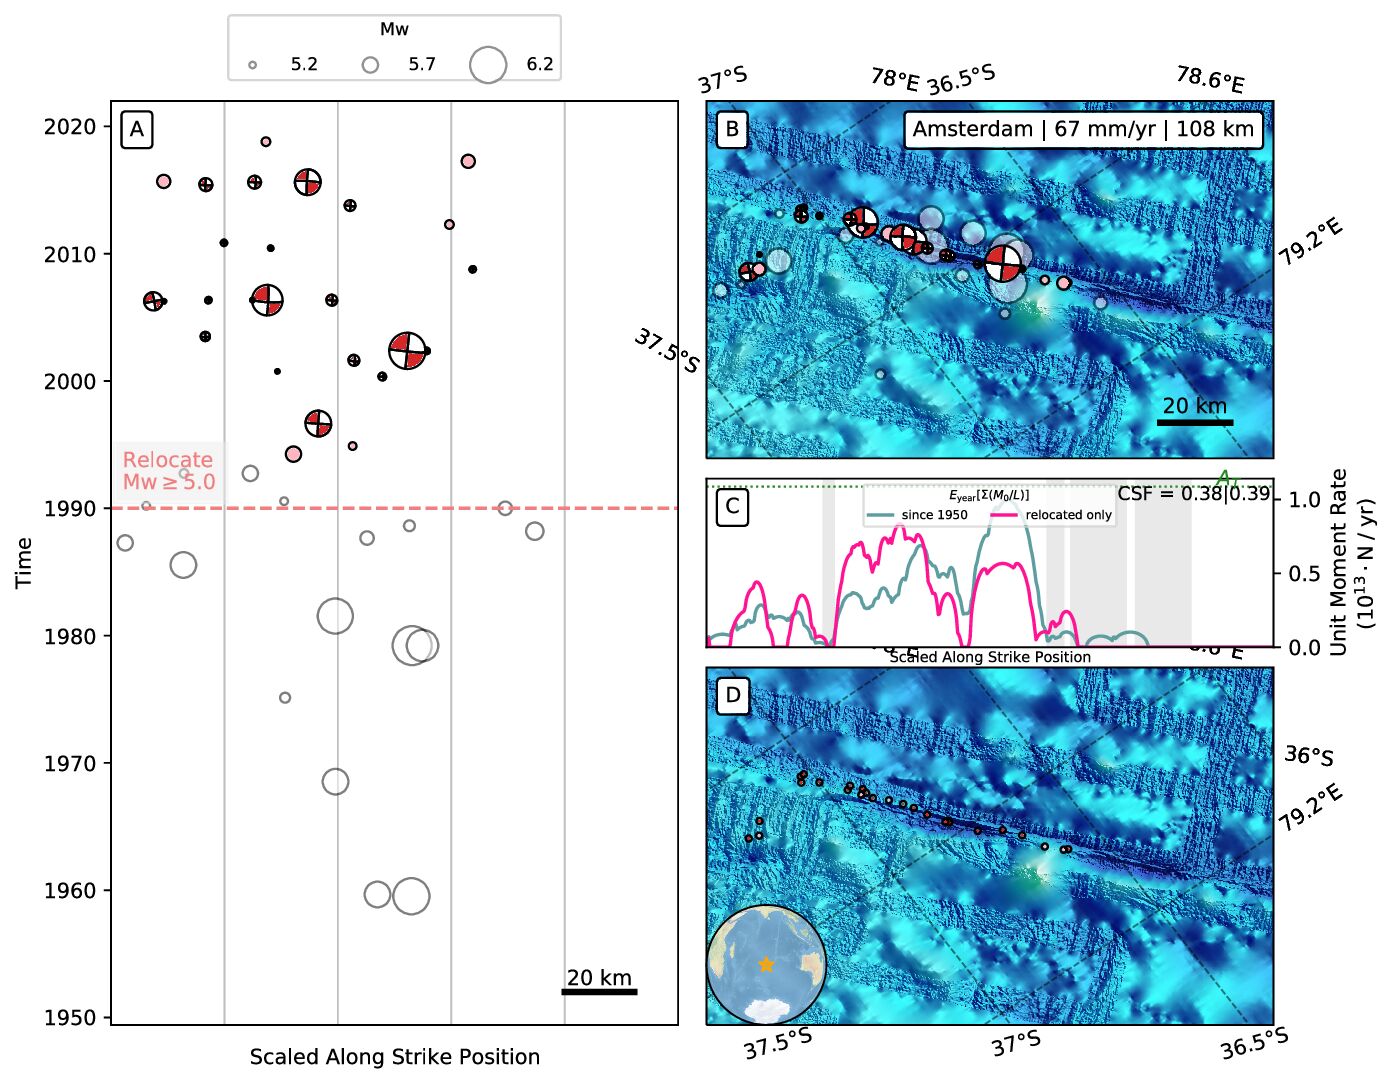 Mw
5.2 5.7 6.2
A
2020
2010
2000
1990
1980
1970
1960
1950
Time
Relocate
Mw ≥ 5.0
20 km
Scaled Along Strike Position
37°S 78°E 36.5°S 78.6°E
B
Amsterdam | 67 mm/yr | 108 km
79.2°E
37.5°S
20 km
C
E_year[Σ(M₀/L)]
since 1950 relocated only
CSF = 0.38|0.39
1.0
0.5
0.0
Unit Moment Rate
(10¹³ · N / yr)
Scaled Along Strike Position
D
36°S
79.2°E
37.5°S 37°S 36.5°S